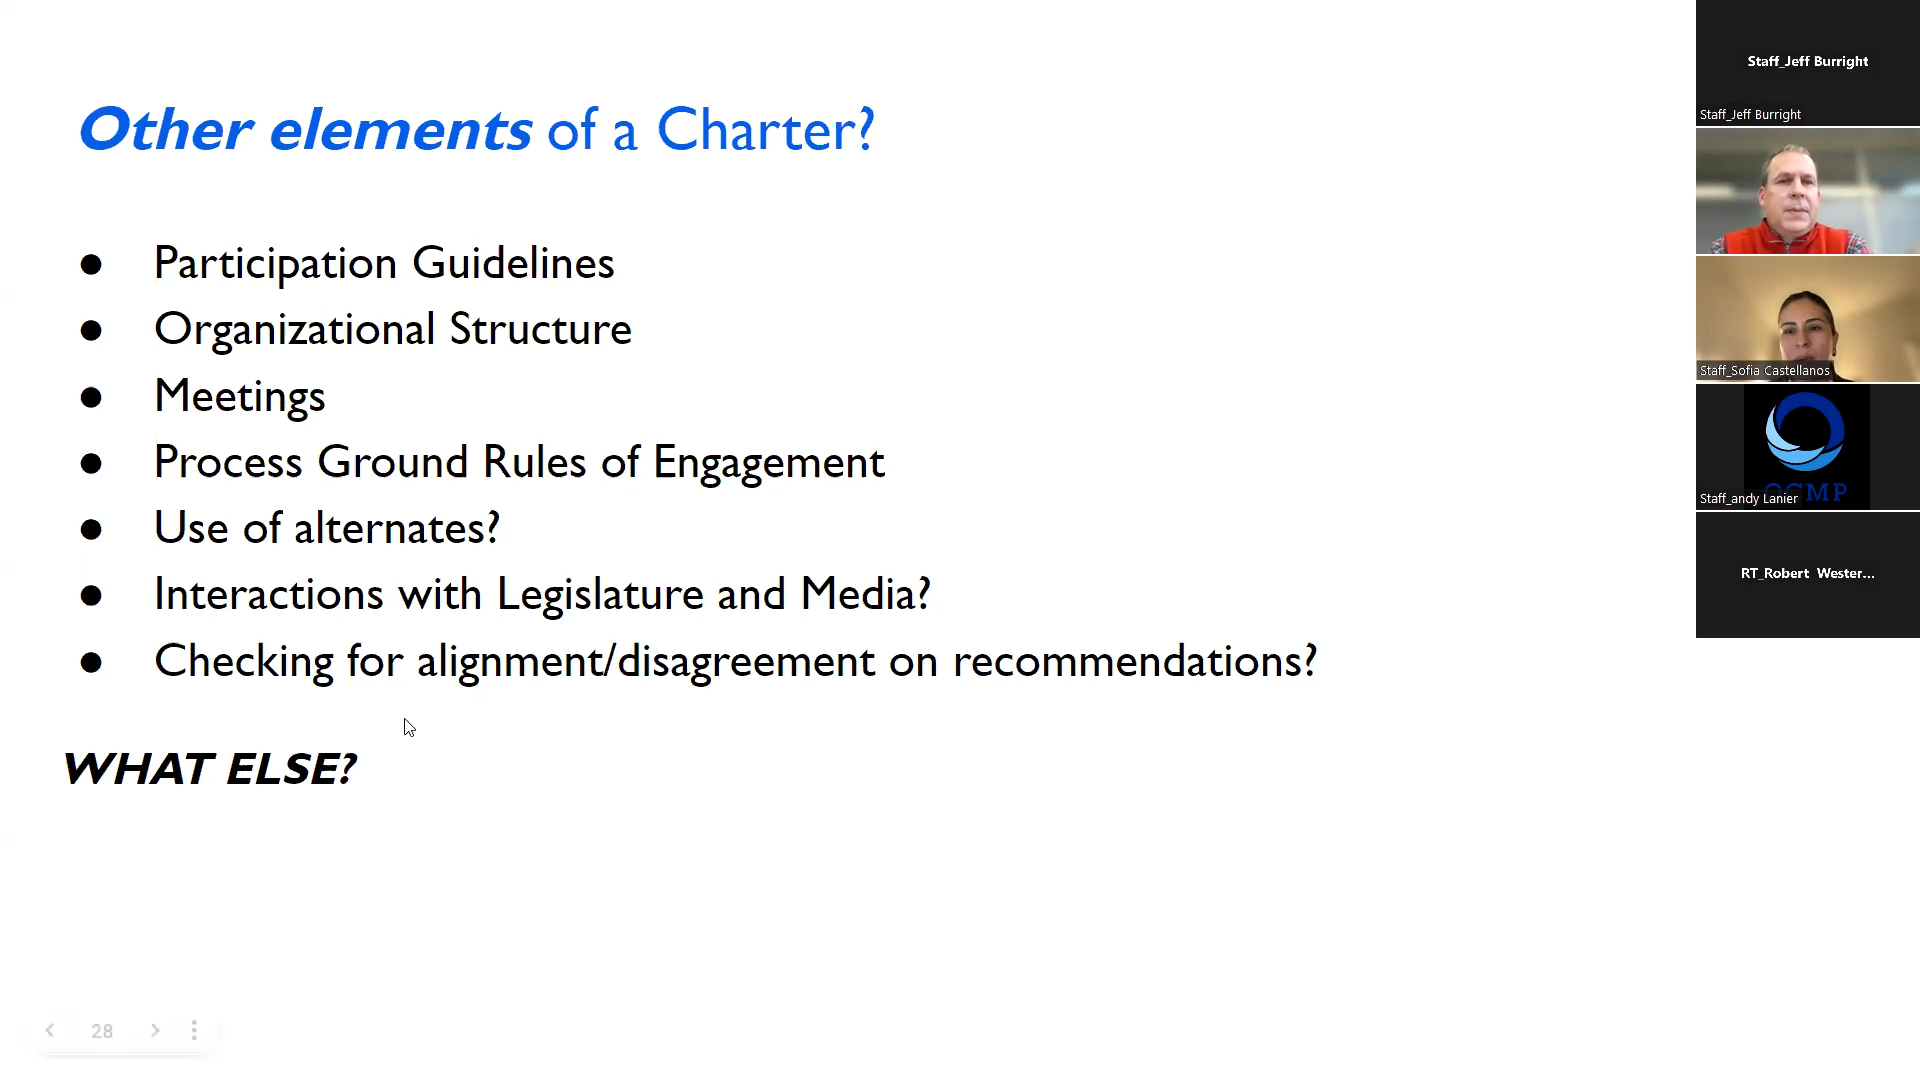 Other elements of a Charter?
● Participation Guidelines
● Organizational Structure
● Meetings
● Process Ground Rules of Engagement
● Use of alternates?
● Interactions with Legislature and Media?
● Checking for alignment/disagreement on recommendations?
WHAT ELSE?
28
Staff_Jeff Burright
Staff_Jeff Burright
Staff_Sofia Castellanos
OCMP
Staff_andy Lanier
RT_Robert Wester...